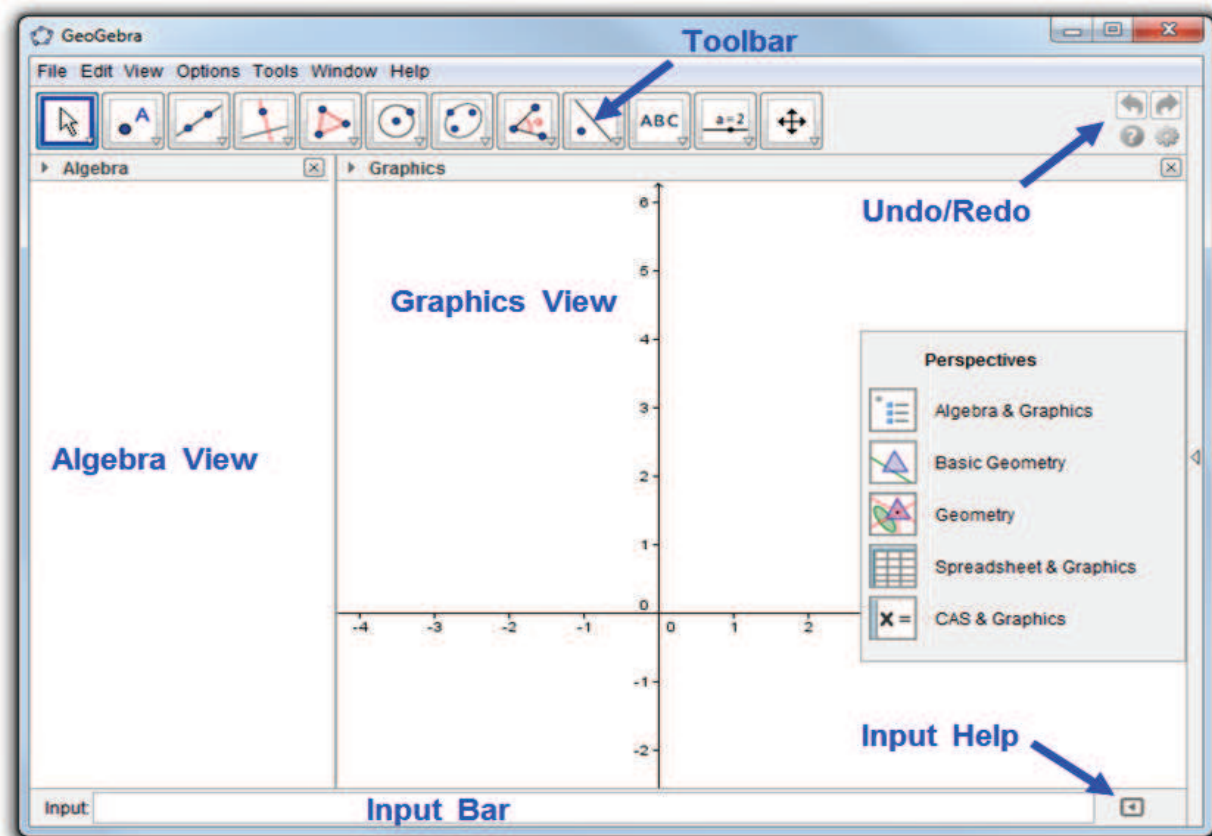 GeoGebra
Toolbar
File Edit View Options Tools Window Help
A
ABC
a=2
Algebra
Graphics
Undo/Redo
Graphics View
Algebra View
6
5
4
3
2
1
0
-4 -3 -2 -1 0 1 2
-1
-2
Perspectives
Algebra & Graphics
Basic Geometry
Geometry
Spreadsheet & Graphics
X =
CAS & Graphics
Input Help
Input:
Input Bar